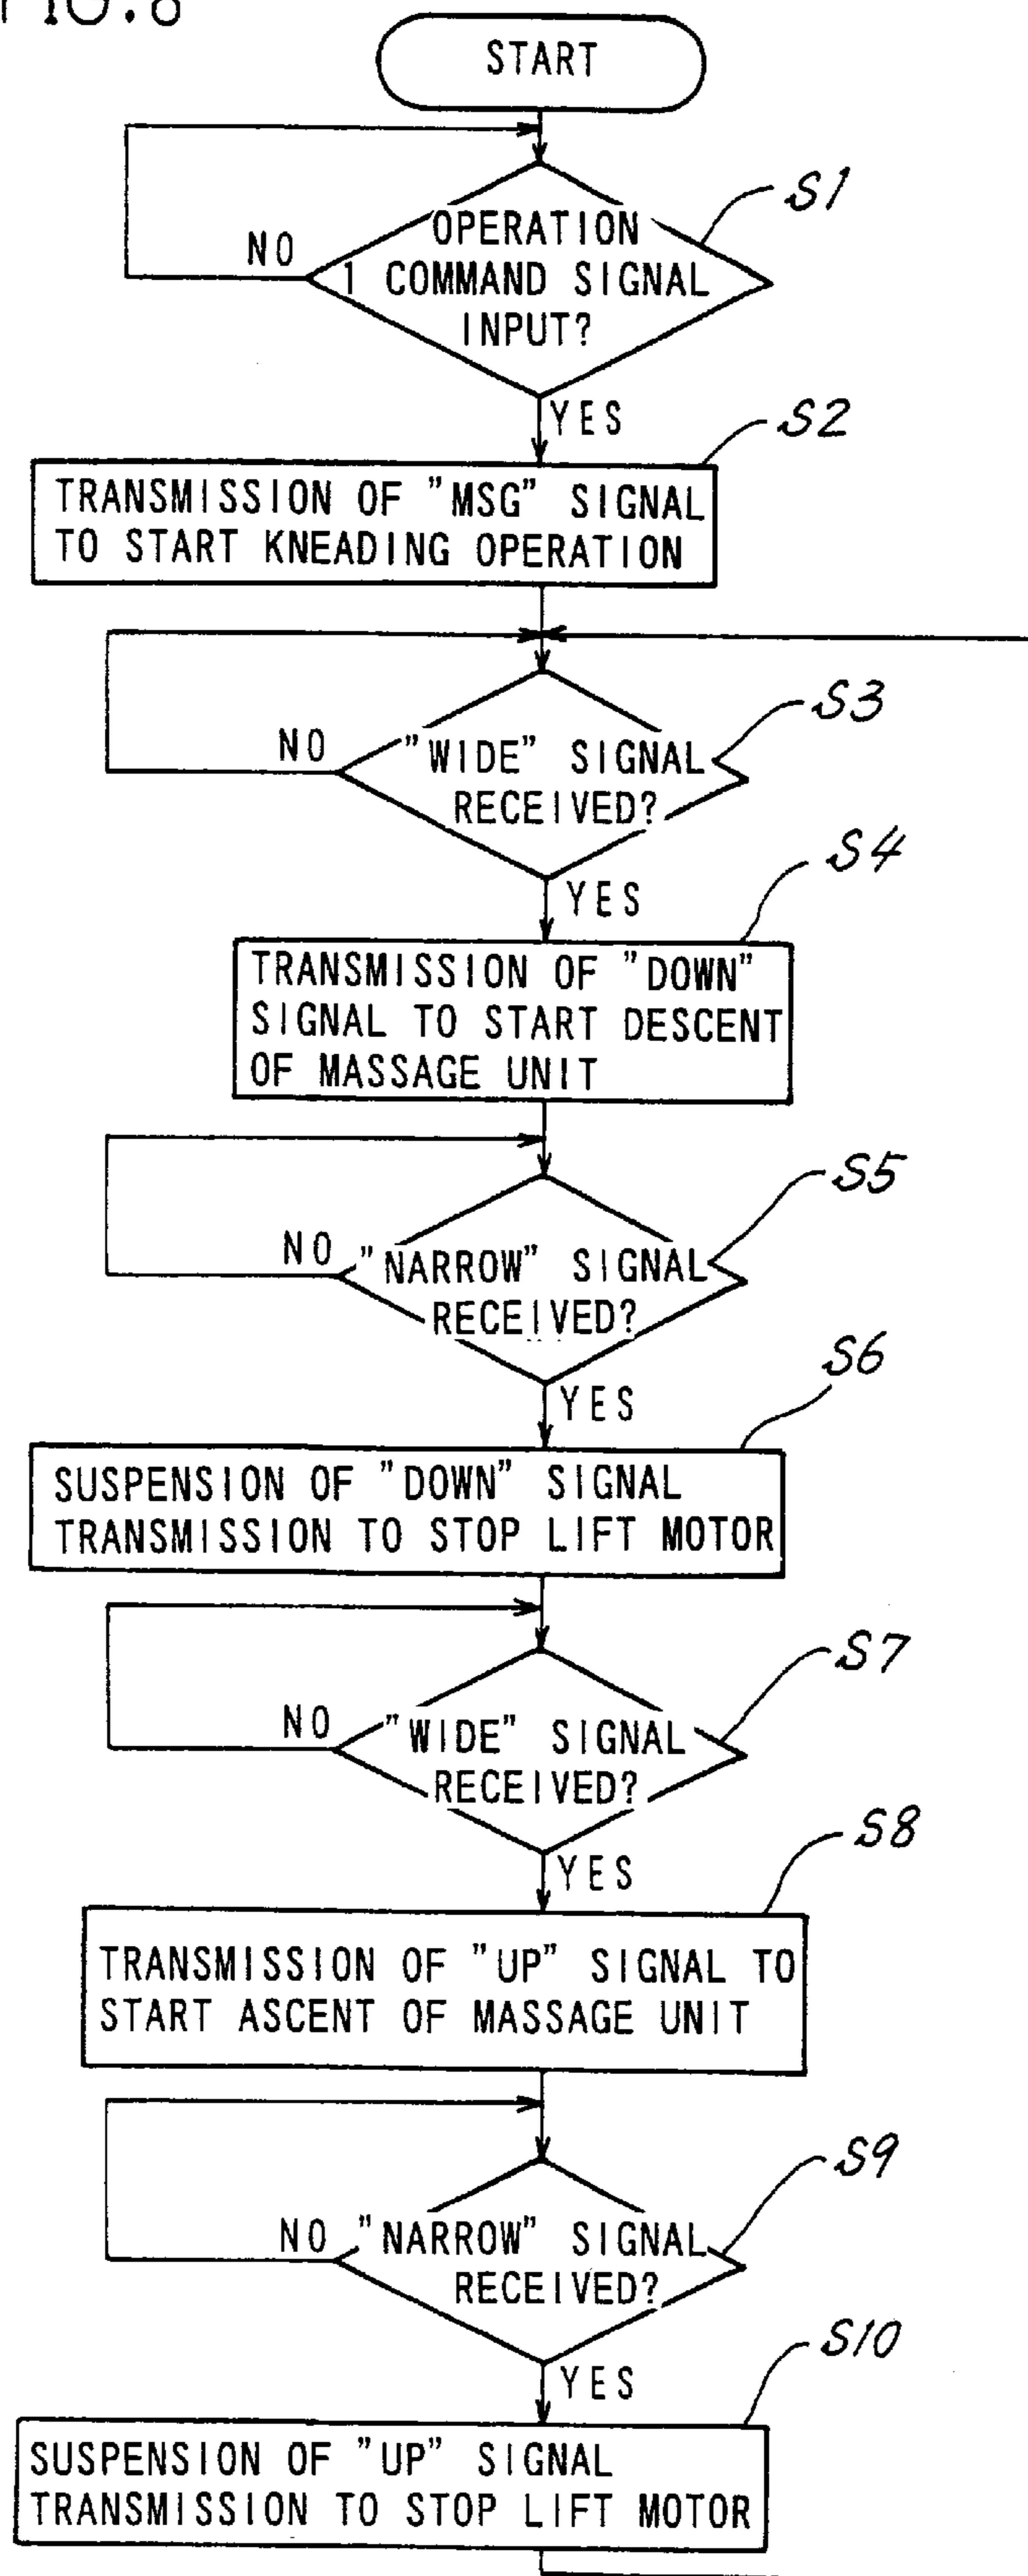 FIG.8
START
S1
OPERATION
NO
1 COMMAND SIGNAL
INPUT?
YES
S2
TRANSMISSION OF "MSG" SIGNAL
TO START KNEADING OPERATION
S3
NO
"WIDE" SIGNAL
RECEIVED?
S4
YES
TRANSMISSION OF "DOWN"
SIGNAL TO START DESCENT
OF MASSAGE UNIT
S5
NO
"NARROW" SIGNAL
RECEIVED?
S6
YES
SUSPENSION OF "DOWN" SIGNAL
TRANSMISSION TO STOP LIFT MOTOR
S7
NO
"WIDE" SIGNAL
RECEIVED?
S8
YES
TRANSMISSION OF "UP" SIGNAL TO
START ASCENT OF MASSAGE UNIT
S9
NO
"NARROW" SIGNAL
RECEIVED?
S10
YES
SUSPENSION OF "UP" SIGNAL
TRANSMISSION TO STOP LIFT MOTOR